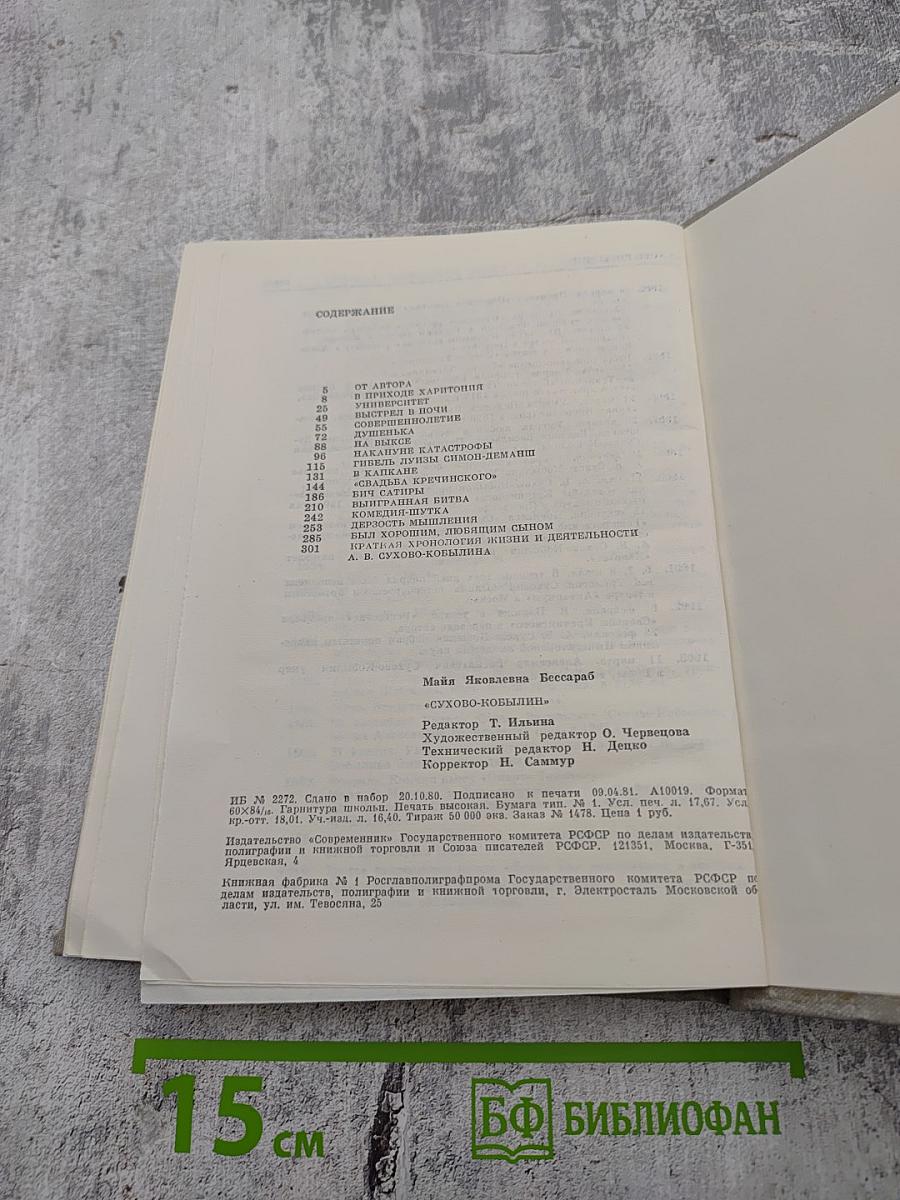 СОДЕРЖАНИЕ
5 ОТ АВТОРА
8 В ПРИХОДЕ ХАРИТОНИЯ
25 УНИВЕРСИТЕТ
49 ВЫСТРЕЛ В НОЧИ
55 СОВЕРШЕННОЛЕТИЕ
72 ДУШЕНЬКА
88 НА ВЫКСЕ
96 НАКАНУНЕ КАТАСТРОФЫ
115 ГИБЕЛЬ ЛУИЗЫ СИМОН-ДЕМАНШ
131 В КАПКАНЕ
144 «СВАДЬБА КРЕЧИНСКОГО»
186 БИЧ САТИРЫ
210 ВЫИГРАННАЯ БИТВА
242 КОМЕДИЯ-ШУТКА
253 ДЕРЗОСТЬ МЫШЛЕНИЯ
285 БЫЛ ХОРОШИМ, ЛЮБЯЩИМ СЫНОМ
301 КРАТКАЯ ХРОНОЛОГИЯ ЖИЗНИ И ДЕЯТЕЛЬНОСТИ
А. В. СУХОВО-КОБЫЛИНА
Майя Яковлевна Бессараб
«СУХОВО-КОБЫЛИН»
Редактор Т. Ильина
Художественный редактор О. Червецова
Технический редактор Н. Децко
Корректор Н. Саммур
ИБ № 2272. Сдано в набор 20.10.80. Подписано к печати 09.04.81. А10019. Формат
60×84/16. Гарнитура школьн. Печать высокая. Бумага тип. № 1. Усл. печ. л. 17,67. Усл.
кр.-отт. 18,01. Уч.-изд. л. 16,40. Тираж 50 000 экз. Заказ № 1478. Цена 1 руб.
Издательство «Современник» Государственного комитета РСФСР по делам издательств,
полиграфии и книжной торговли и Союза писателей РСФСР. 121351, Москва, Г-351,
Ярцевская, 4
Книжная фабрика № 1 Росглавполиграфпрома Государственного комитета РСФСР по
делам издательств, полиграфии и книжной торговли, г. Электросталь Московской об-
ласти, ул. им. Тевосяна, 25
15 см
БФ БИБЛИОФАН